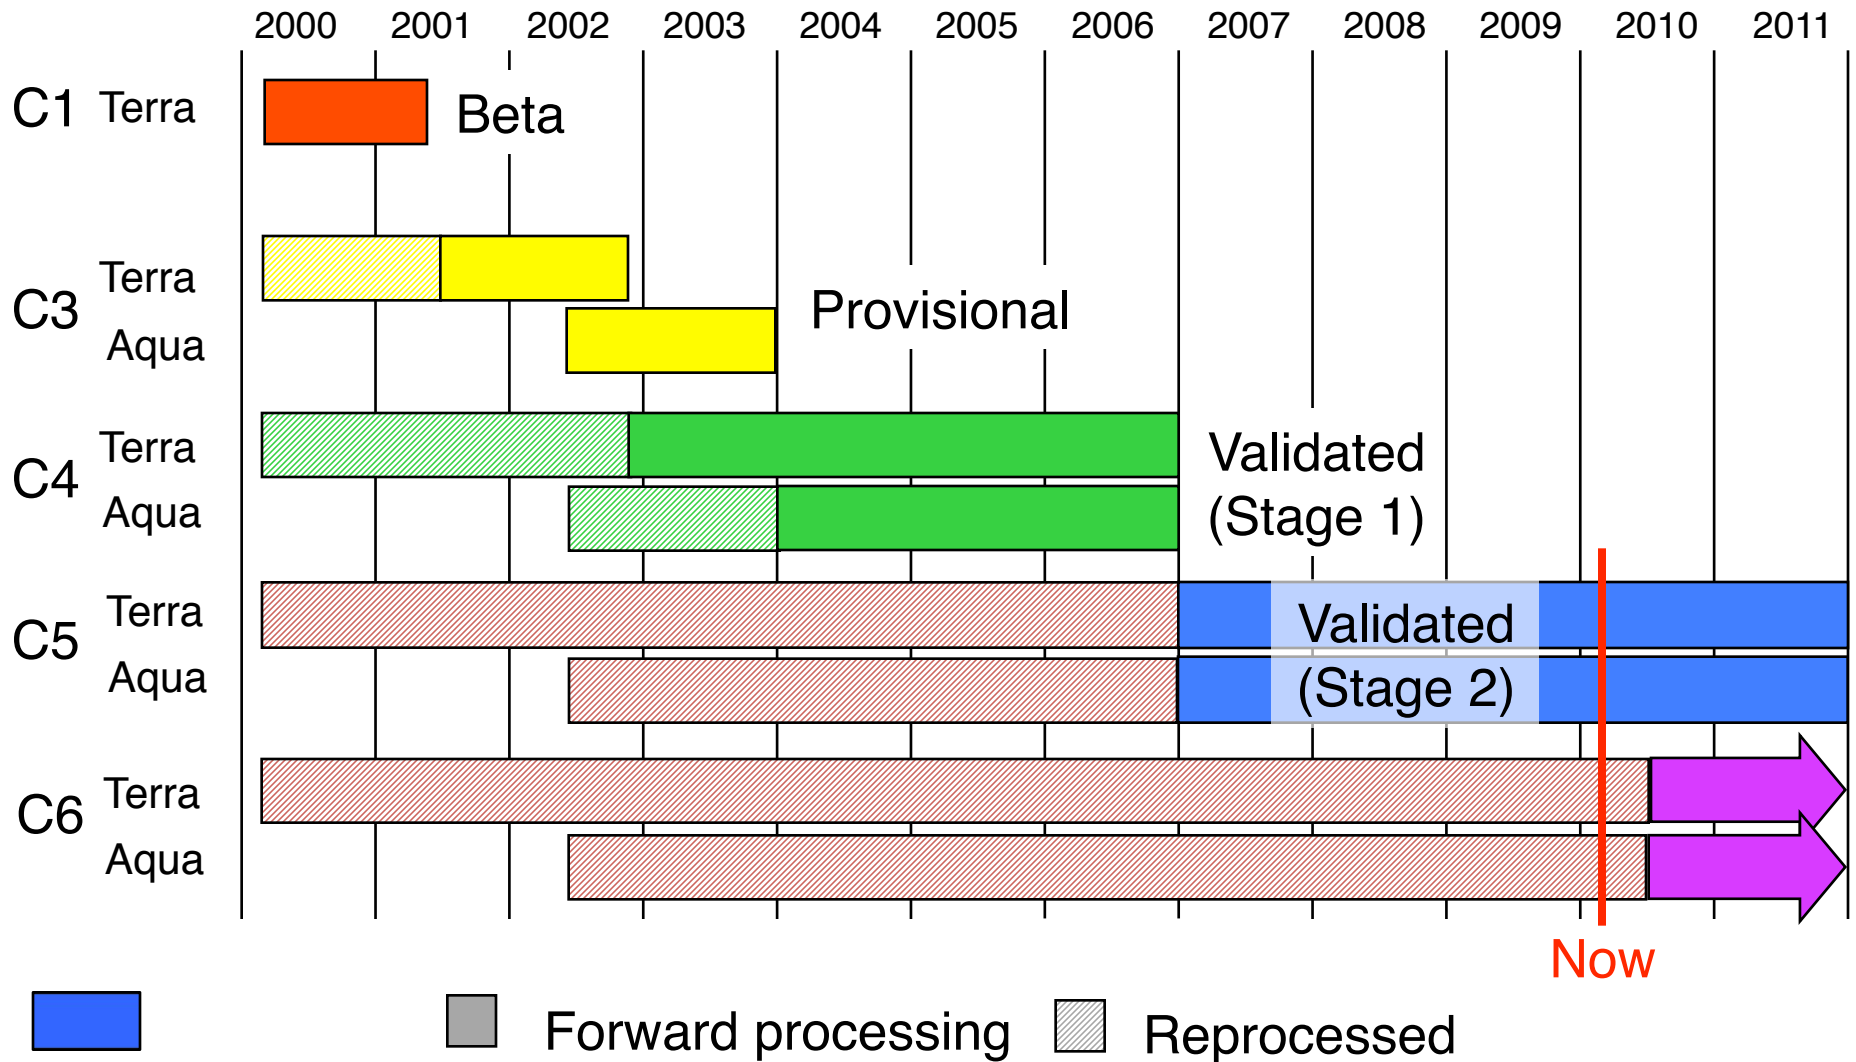 2000 2001 2002 2003 2004 2005 2006 2007 2008 2009 2010 2011
C1 Terra Beta
C3 Terra
Aqua
Provisional
C4 Terra
Aqua
Validated
(Stage 1)
C5 Terra
Aqua
Validated
(Stage 2)
C6 Terra
Aqua
Now
Forward processing Reprocessed